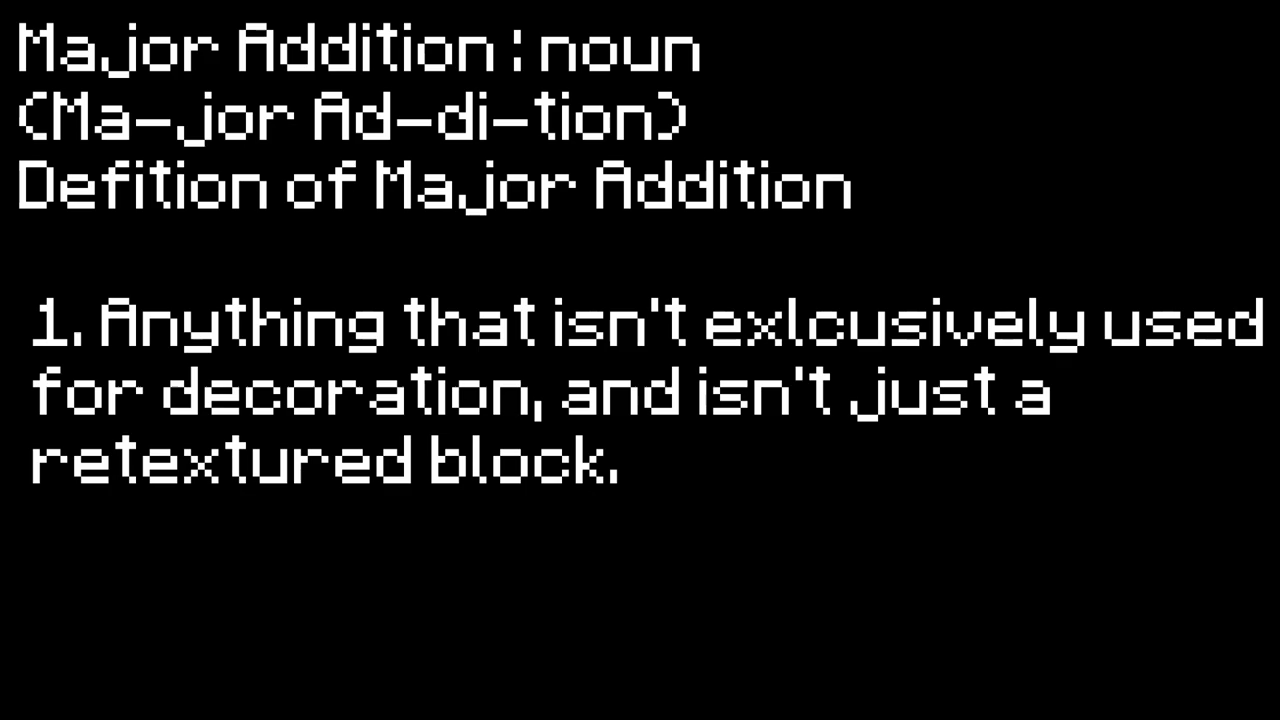 Major Addition : noun
(Ma-jor Ad-di-tion)
Defition of Major Addition
1. Anything that isn't exlcusively used
for decoration, and isn't just a
retextured block.